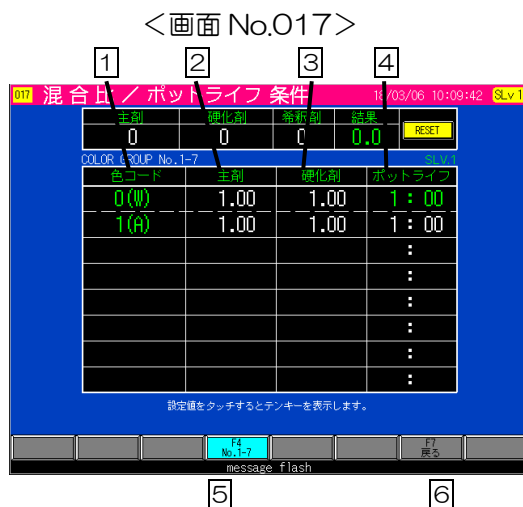 ＜画面 No.017＞
1 2 3 4
017 混合比／ポットライフ 条件 18/03/06 10:09:42 SLv 1
主剤 硬化剤 希釈剤 結果
0 0 0 0.0 RESET
COLOR GROUP No.1-7 SLV.1
色コード 主剤 硬化剤 ポットライフ
0(W) 1.00 1.00 1 : 00
1(A) 1.00 1.00 1 : 00
:
:
:
:
:
:
設定値をタッチするとテンキーを表示します。
F4 F7
No.1-7 戻る
message flash
5 6